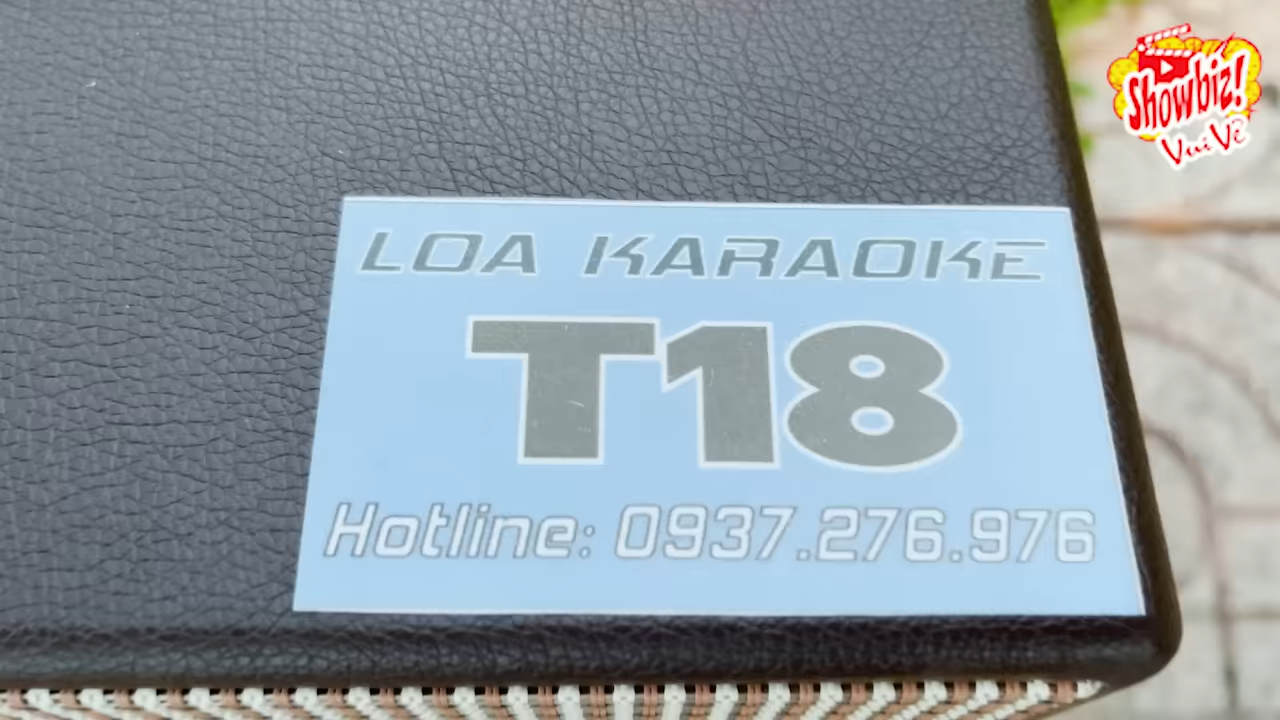 Showbiz!
Vui Vẻ
LOA KARAOKE
T18
Hotline: 0937.276.976